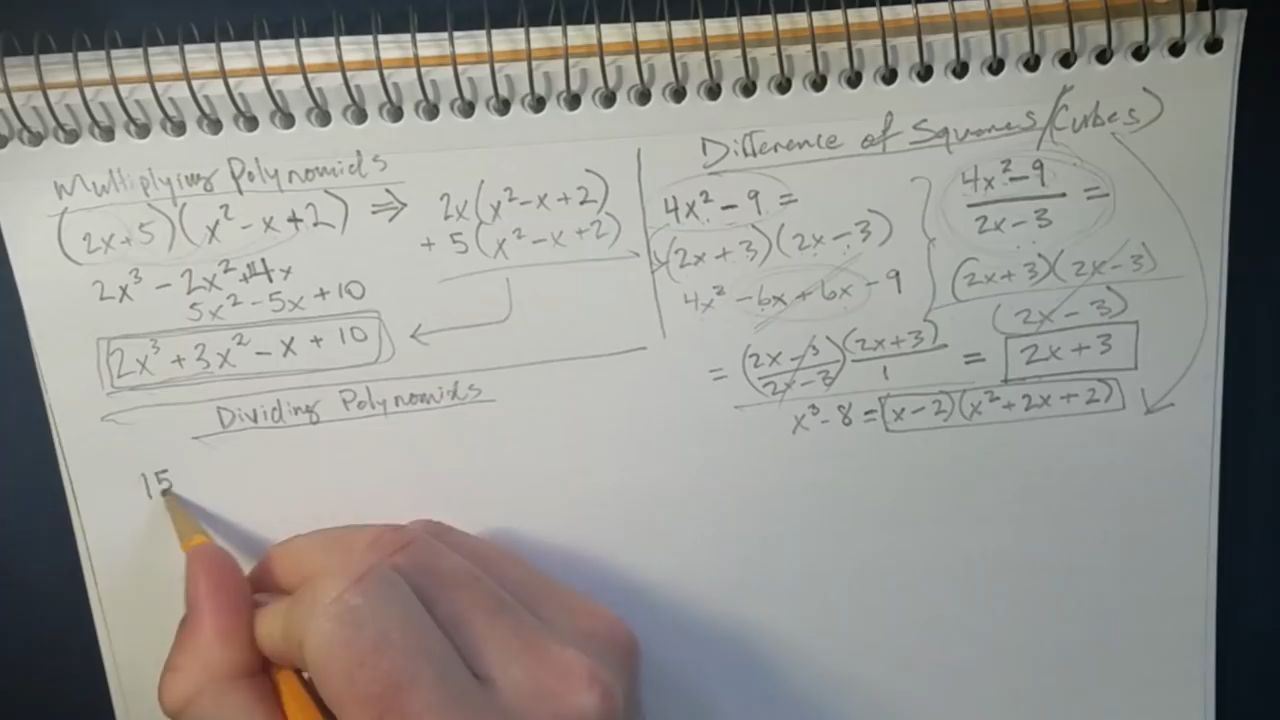 Multiplying Polynomials
(2x+5)(x²-x+2) ⇒ 2x(x²-x+2)
+ 5(x²-x+2)
2x³ - 2x² + 4x
5x² - 5x + 10
2x³ + 3x² - x + 10
Difference of Squares/(Cubes)
4x² - 9 =
(2x+3)(2x-3)
4x² - 6x + 6x - 9
4x²-9 =
2x-3
(2x+3)(2x-3)
(2x-3)
= (2x-3)(2x+3) = 2x+3
2x-3 1
x³-8 = (x-2)(x²+2x+2)
Dividing Polynomials
15